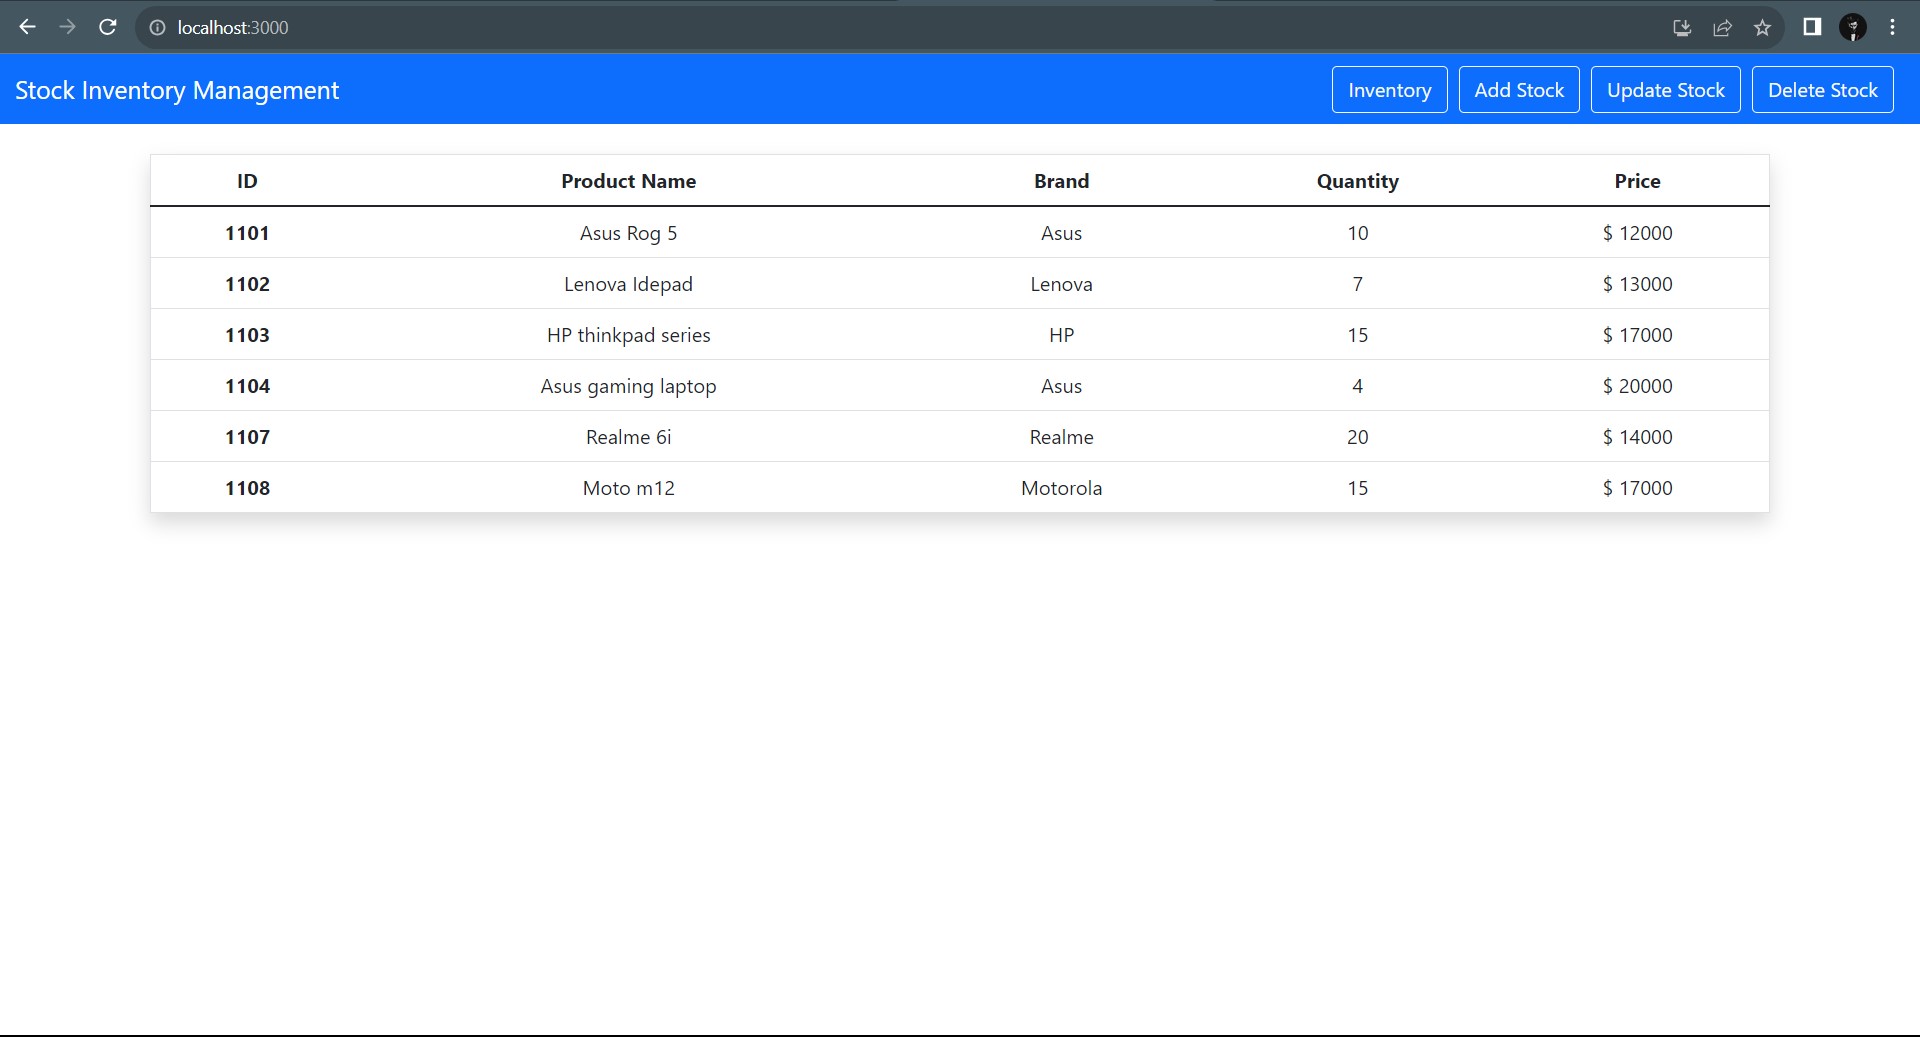 localhost:3000
Stock Inventory Management Inventory Add Stock Update Stock Delete Stock
ID Product Name Brand Quantity Price
1101 Asus Rog 5 Asus 10 $ 12000
1102 Lenova Idepad Lenova 7 $ 13000
1103 HP thinkpad series HP 15 $ 17000
1104 Asus gaming laptop Asus 4 $ 20000
1107 Realme 6i Realme 20 $ 14000
1108 Moto m12 Motorola 15 $ 17000